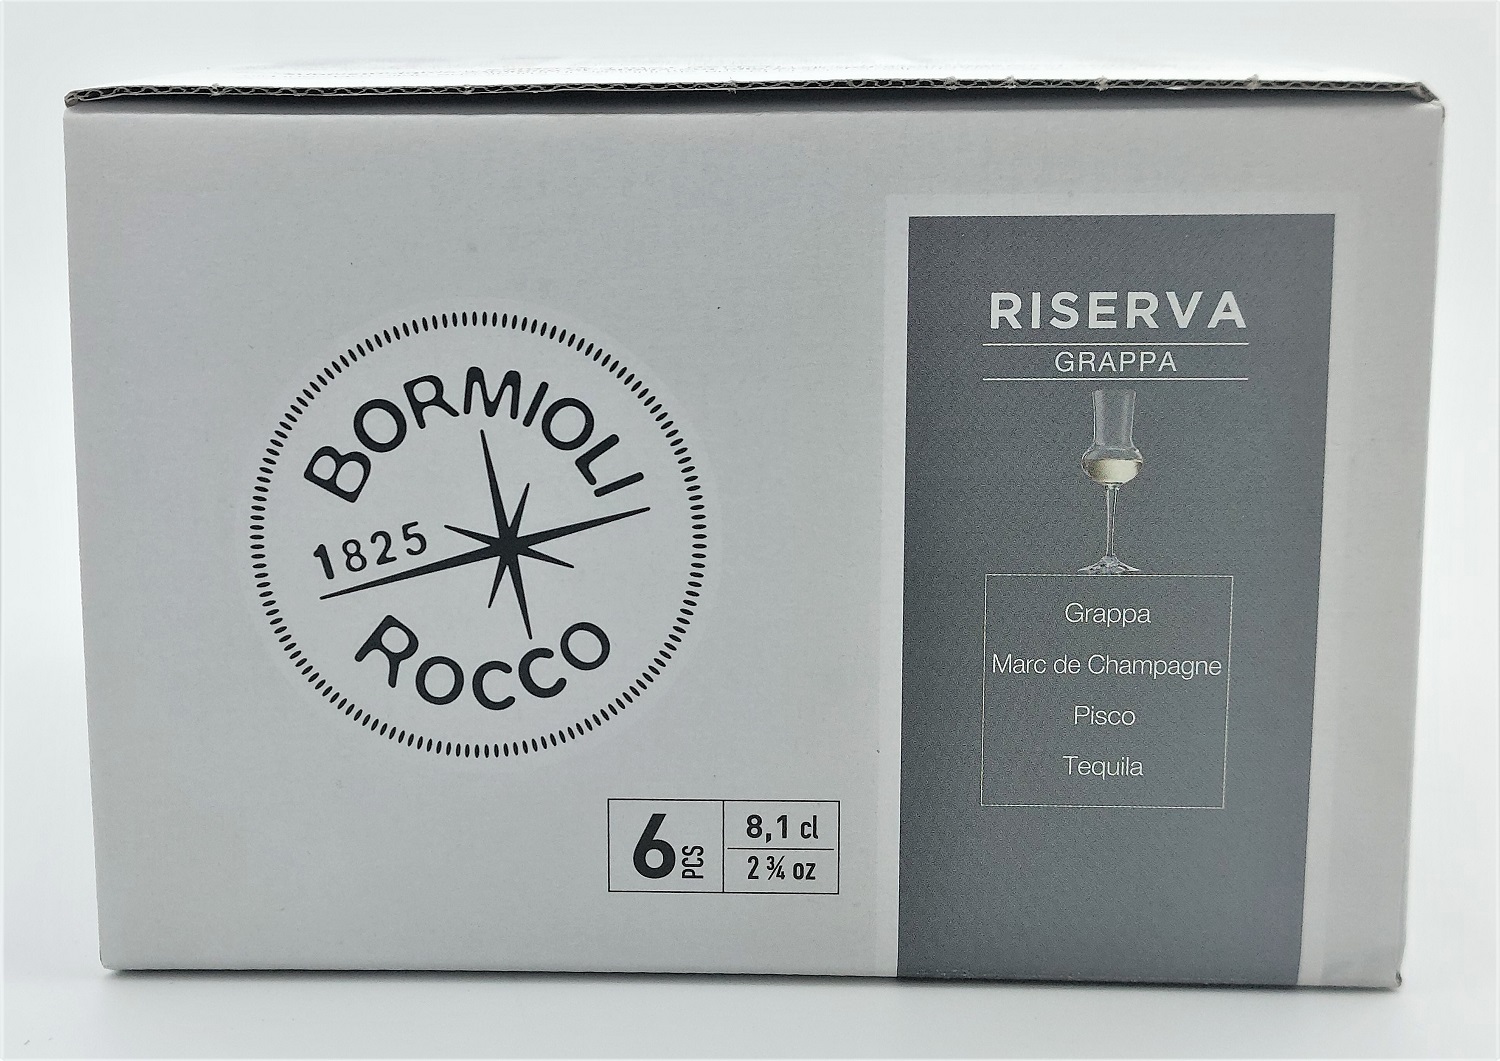 BORMIOLI
1825
ROCCO
6 PCS
8,1 cl
2 ¾ oz
RISERVA
GRAPPA
Grappa
Marc de Champagne
Pisco
Tequila